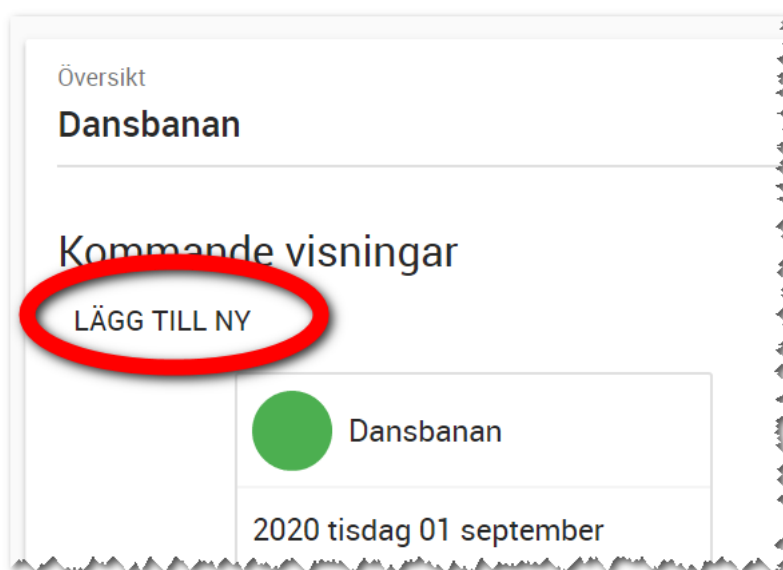 Översikt
Dansbanan
Kommande visningar
LÄGG TILL NY
Dansbanan
2020 tisdag 01 september